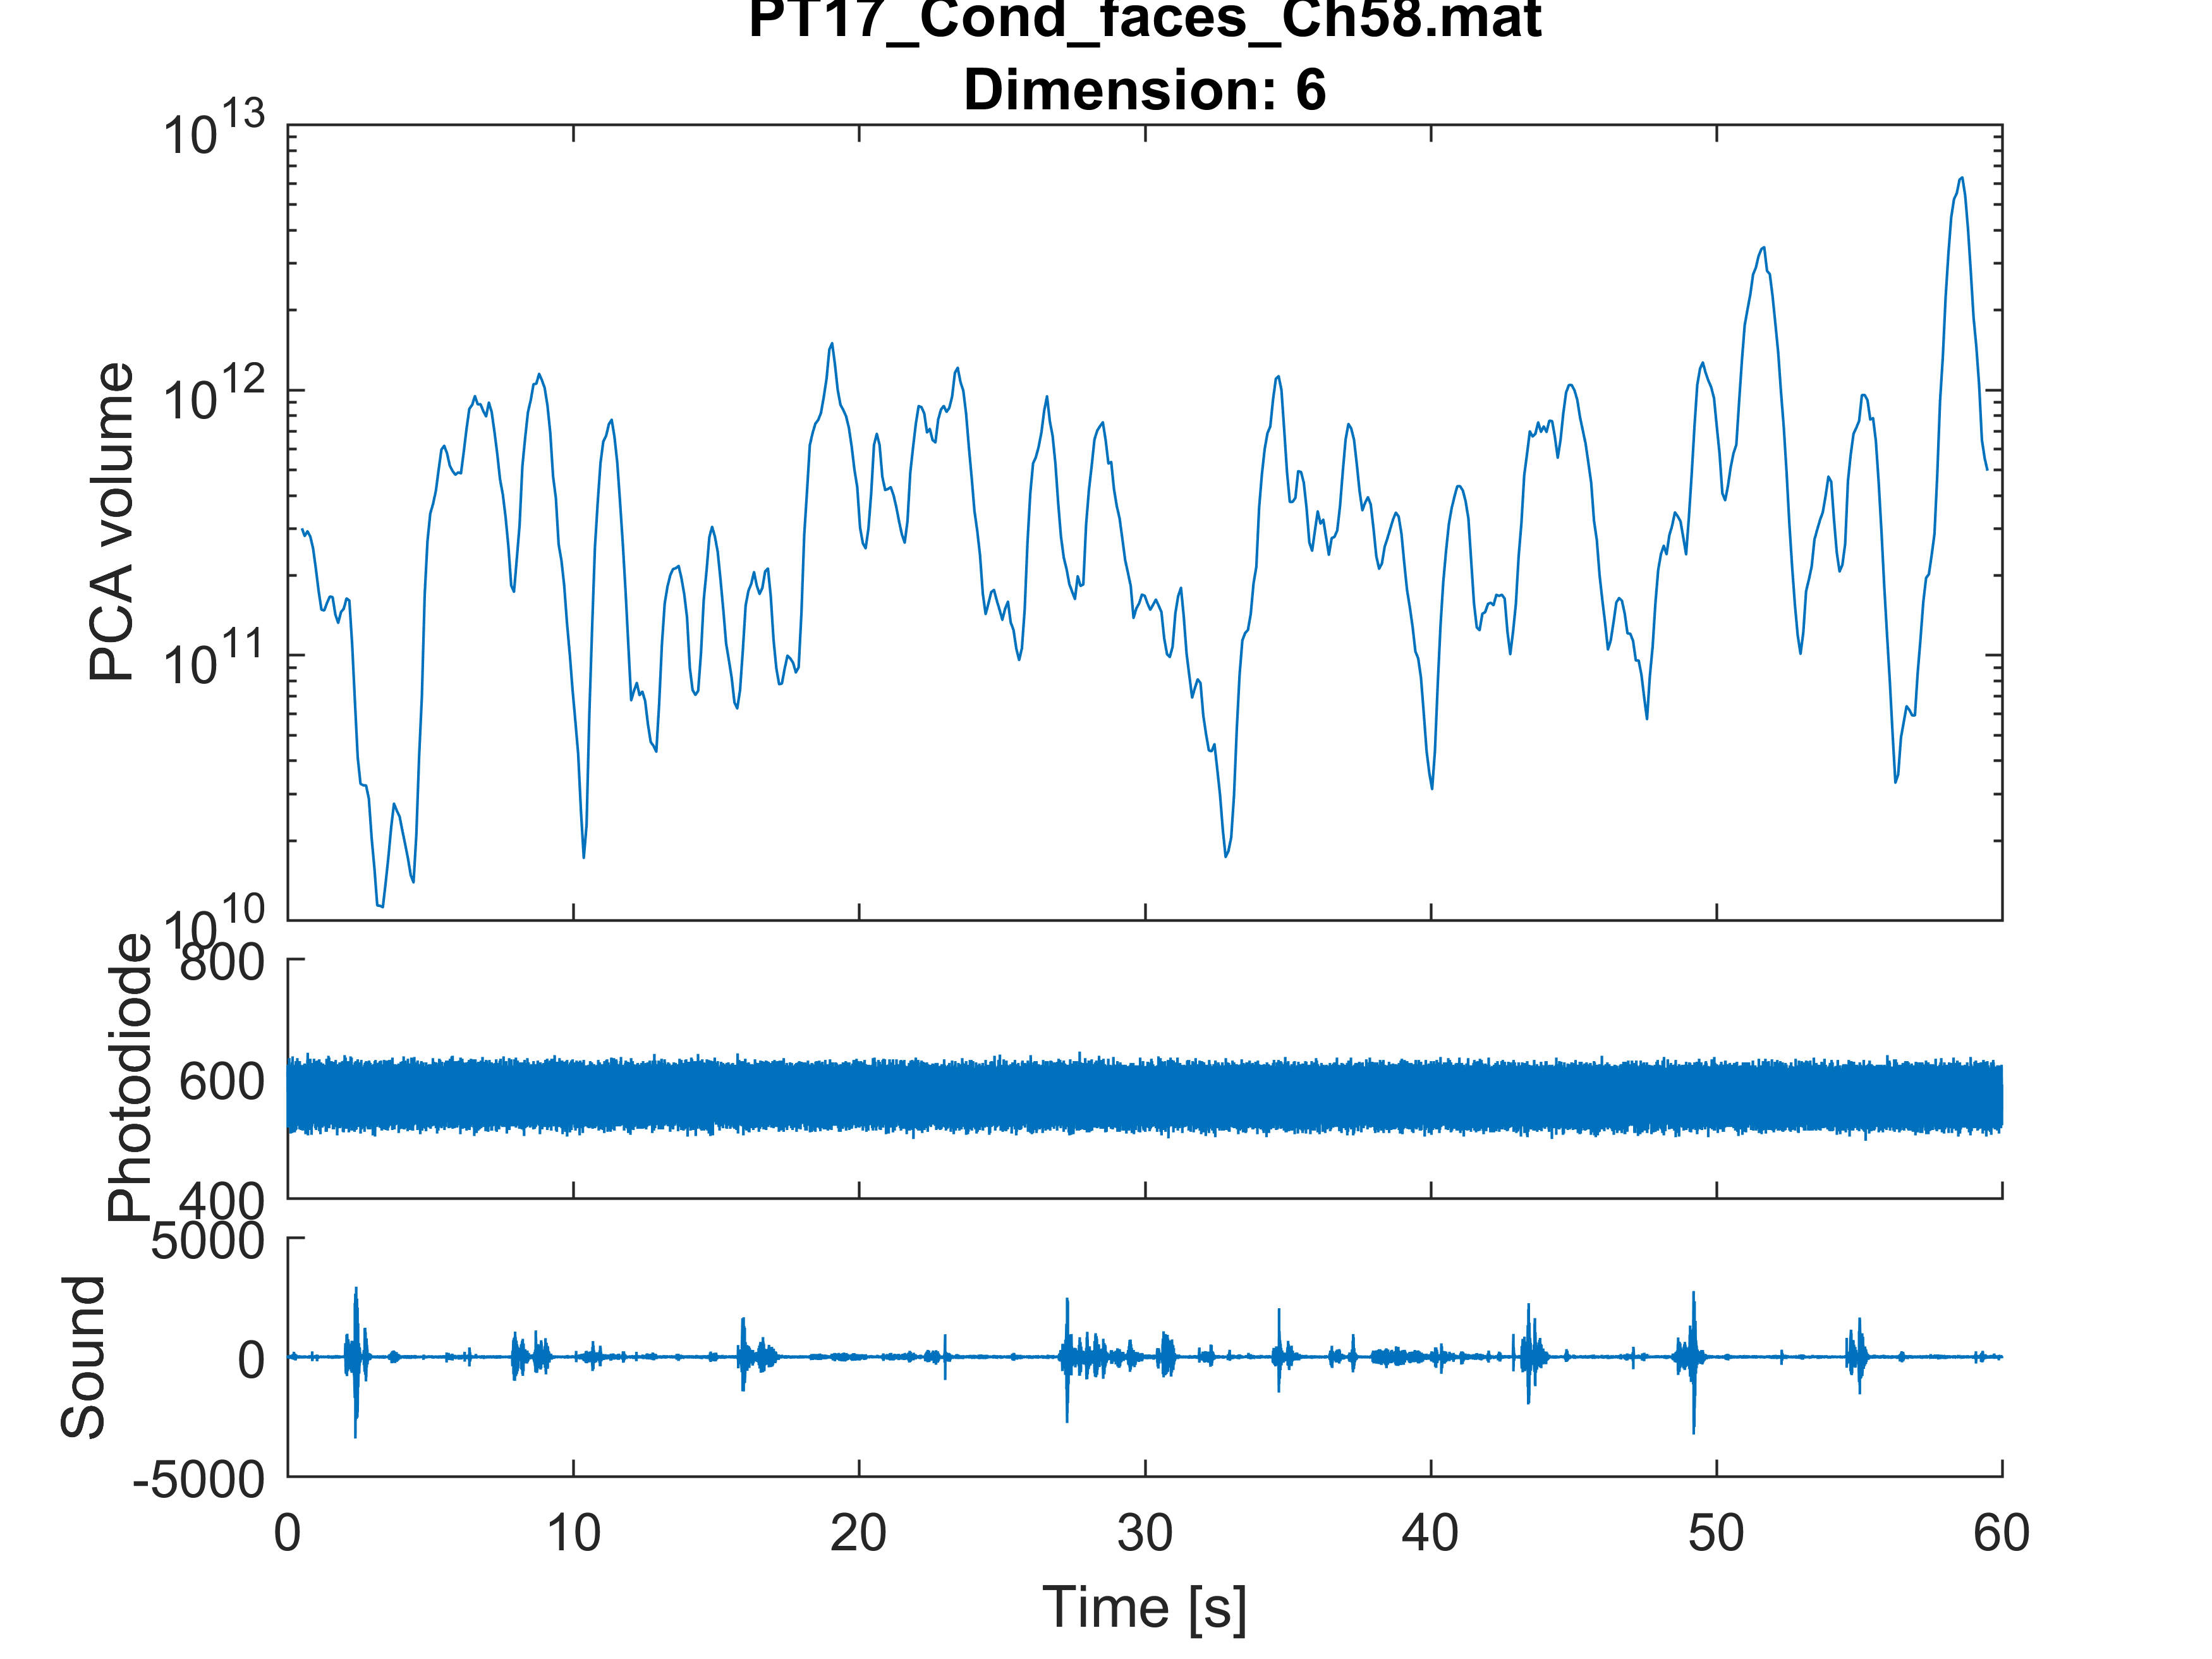 PT17_Cond_faces_Ch58.mat
Dimension: 6
10^13
10^12
10^11
10^10
PCA volume
800
600
400
Photodiode
5000
0
-5000
Sound
0 10 20 30 40 50 60
Time [s]